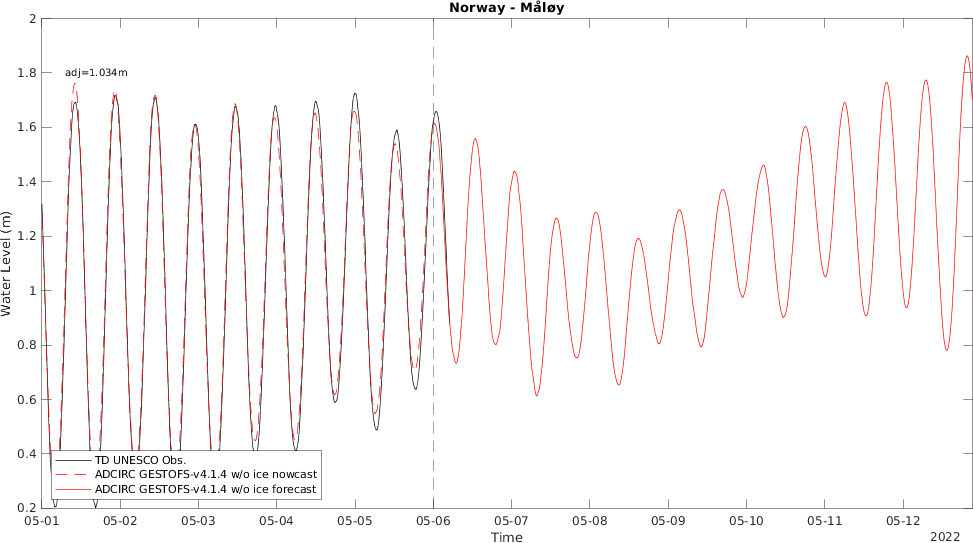 Norway - Måløy
2
1.8
1.6
1.4
1.2
1
0.8
0.6
0.4
0.2
Water Level (m)
adj=1.034m
TD UNESCO Obs.
ADCIRC GESTOFS-v4.1.4 w/o ice nowcast
ADCIRC GESTOFS-v4.1.4 w/o ice forecast
05-01 05-02 05-03 05-04 05-05 05-06 05-07 05-08 05-09 05-10 05-11 05-12
Time
2022